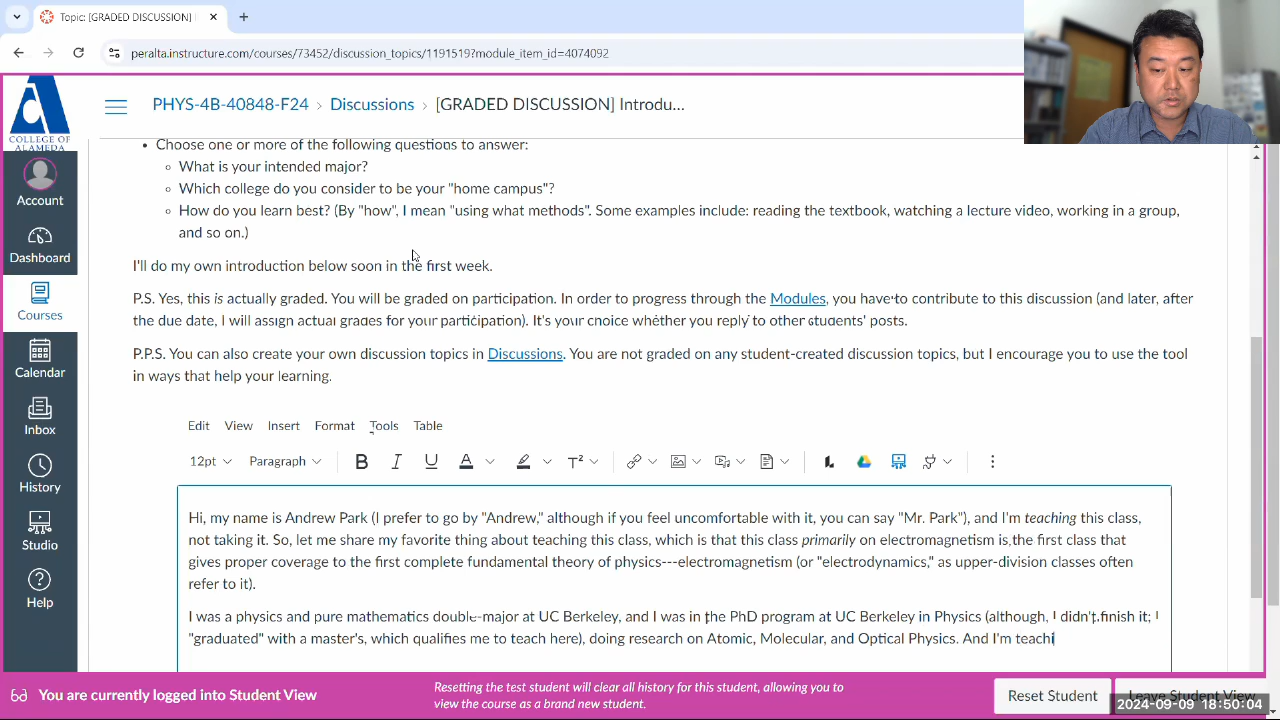 Topic: [GRADED DISCUSSION]
peralta.instructure.com/courses/73452/discussion_topics/1191519?module_item_id=4074092
COLLEGE OF
ALAMEDA
PHYS-4B-40848-F24 › Discussions › [GRADED DISCUSSION] Introdu...
Account
Dashboard
Courses
Calendar
Inbox
History
Studio
Help
• Choose one or more of the following questions to answer:
◦ What is your intended major?
◦ Which college do you consider to be your "home campus"?
◦ How do you learn best? (By "how", I mean "using what methods". Some examples include: reading the textbook, watching a lecture video, working in a group,
and so on.)
I'll do my own introduction below soon in the first week.
P.S. Yes, this is actually graded. You will be graded on participation. In order to progress through the Modules, you have to contribute to this discussion (and later, after
the due date, I will assign actual grades for your participation). It's your choice whether you reply to other students' posts.
P.P.S. You can also create your own discussion topics in Discussions. You are not graded on any student-created discussion topics, but I encourage you to use the tool
in ways that help your learning.
Edit View Insert Format Tools Table
12pt Paragraph B I U A T²
Hi, my name is Andrew Park (I prefer to go by "Andrew," although if you feel uncomfortable with it, you can say "Mr. Park"), and I'm teaching this class,
not taking it. So, let me share my favorite thing about teaching this class, which is that this class primarily on electromagnetism is the first class that
gives proper coverage to the first complete fundamental theory of physics---electromagnetism (or "electrodynamics," as upper-division classes often
refer to it).
I was a physics and pure mathematics double-major at UC Berkeley, and I was in the PhD program at UC Berkeley in Physics (although, I didn't finish it; I
"graduated" with a master's, which qualifies me to teach here), doing research on Atomic, Molecular, and Optical Physics. And I'm teachi
You are currently logged into Student View
Resetting the test student will clear all history for this student, allowing you to
view the course as a brand new student.
Reset Student
Leave Student View
2024-09-09 18:50:04